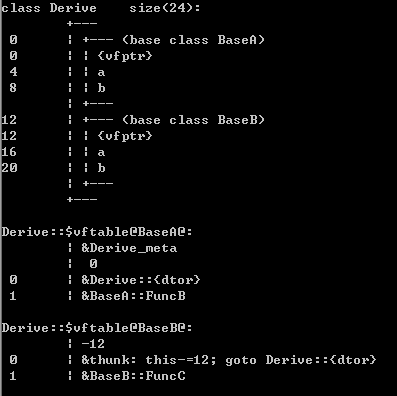 class Derive    size(24):
        +---
 0      | +--- (base class BaseA)
 0      | | {vfptr}
 4      | | a
 8      | | b
        | +---
12      | +--- (base class BaseB)
12      | | {vfptr}
16      | | a
20      | | b
        | +---
        +---
Derive::$vftable@BaseA@:
        | &Derive_meta
        |  0
 0      | &Derive::{dtor}
 1      | &BaseA::FuncB
Derive::$vftable@BaseB@:
        | -12
 0      | &thunk: this-=12; goto Derive::{dtor}
 1      | &BaseB::FuncC